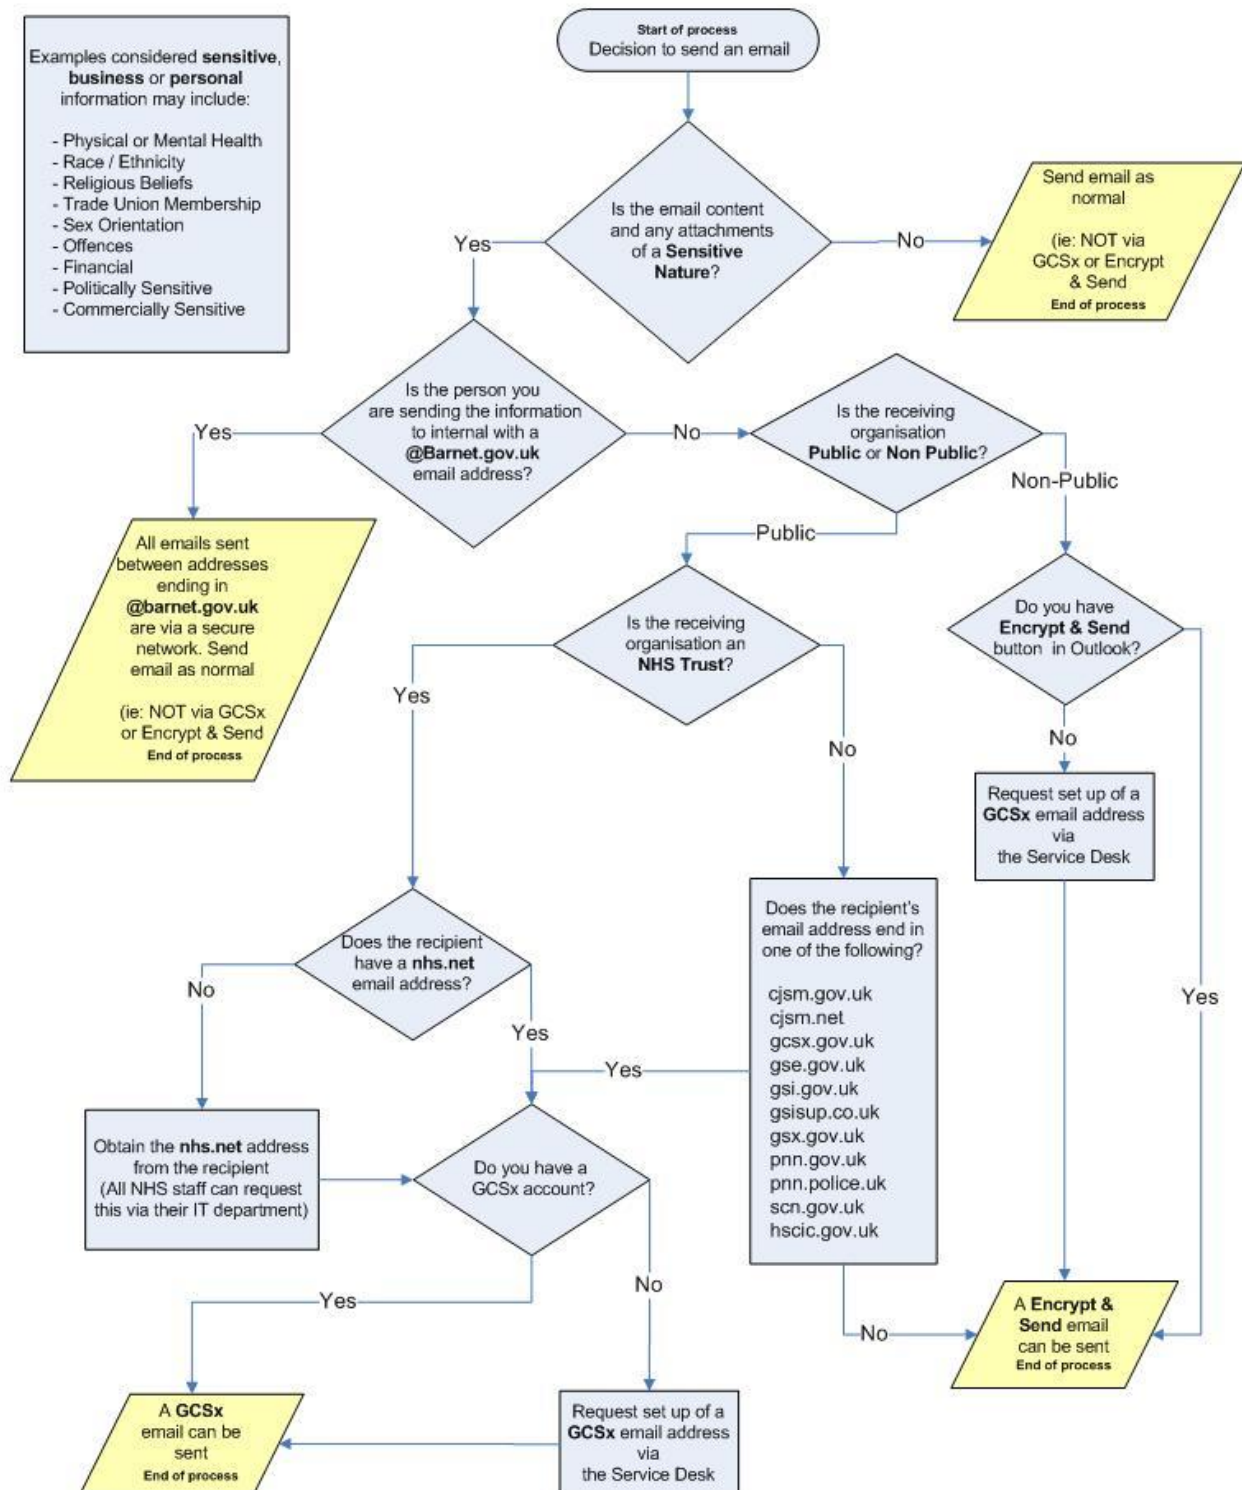 Examples considered sensitive,
business or personal
information may include:
- Physical or Mental Health
- Race / Ethnicity
- Religious Beliefs
- Trade Union Membership
- Sex Orientation
- Offences
- Financial
- Politically Sensitive
- Commercially Sensitive
Start of process
Decision to send an email
Is the email content
and any attachments
of a Sensitive
Nature?
Yes
No
Send email as
normal
(ie: NOT via
GCSx or Encrypt
& Send
End of process
Is the person you
are sending the information
to internal with a
@Barnet.gov.uk
email address?
Yes
No
Is the receiving
organisation
Public or Non Public?
Non-Public
Public
All emails sent
between addresses
ending in
@barnet.gov.uk
are via a secure
network. Send
email as normal
(ie: NOT via GCSx
or Encrypt & Send
End of process
Is the receiving
organisation an
NHS Trust?
Yes
No
Do you have
Encrypt & Send
button in Outlook?
No
Yes
Request set up of a
GCSx email address
via
the Service Desk
Does the recipient
have a nhs.net
email address?
No
Yes
Does the recipient's
email address end in
one of the following?
cjsm.gov.uk
cjsm.net
gcsx.gov.uk
gse.gov.uk
gsi.gov.uk
gsisup.co.uk
gsx.gov.uk
pnn.gov.uk
pnn.police.uk
scn.gov.uk
hscic.gov.uk
Yes
No
Obtain the nhs.net address
from the recipient
(All NHS staff can request
this via their IT department)
Do you have a
GCSx account?
Yes
No
A Encrypt &
Send email
can be sent
End of process
A GCSx
email can be
sent
End of process
Request set up of a
GCSx email address
via
the Service Desk